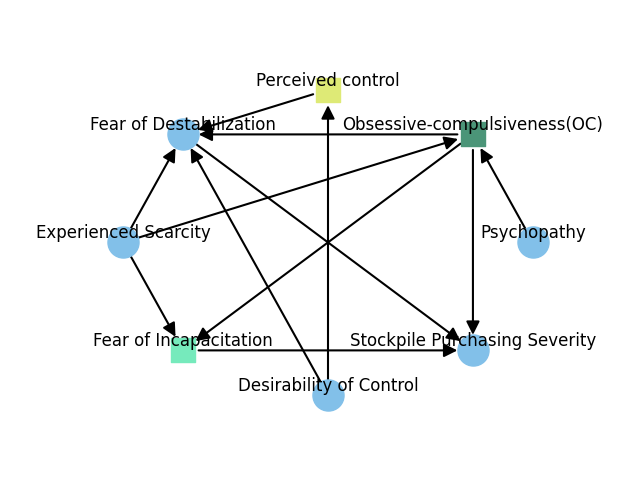 Perceived control
Fear of Destabilization
Obsessive-compulsiveness(OC)
Experienced Scarcity
Psychopathy
Fear of Incapacitation
Stockpile Purchasing Severity
Desirability of Control